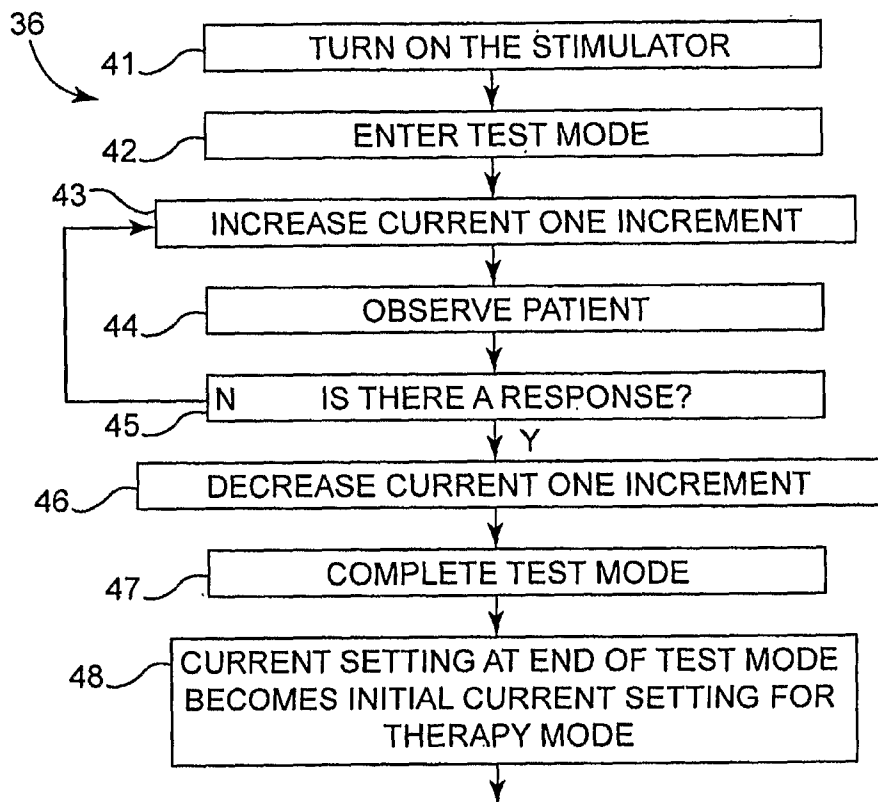 36
41
TURN ON THE STIMULATOR
42
ENTER TEST MODE
43
INCREASE CURRENT ONE INCREMENT
44
OBSERVE PATIENT
45
N IS THERE A RESPONSE?
Y
46
DECREASE CURRENT ONE INCREMENT
47
COMPLETE TEST MODE
48
CURRENT SETTING AT END OF TEST MODE
BECOMES INITIAL CURRENT SETTING FOR
THERAPY MODE